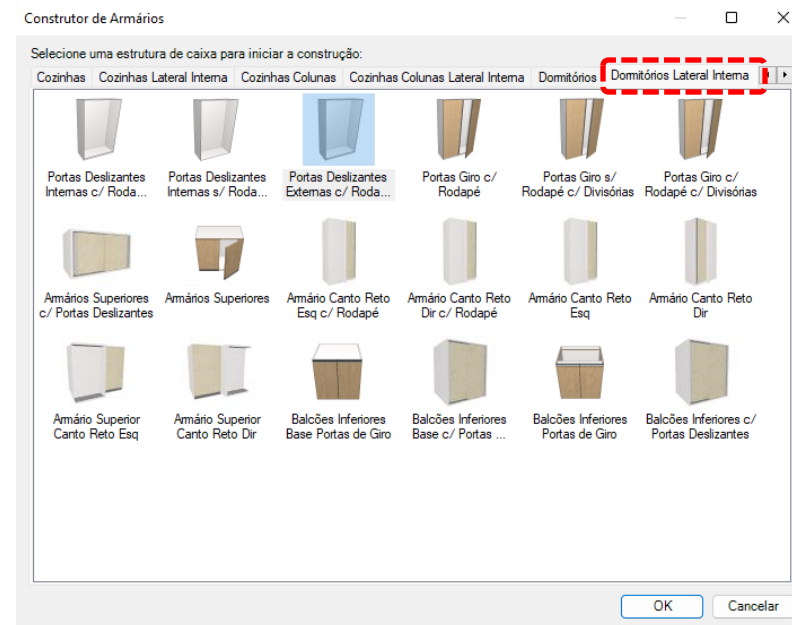 Construtor de Armários
Selecione uma estrutura de caixa para iniciar a construção:
Cozinhas Cozinhas Lateral Interna Cozinhas Colunas Cozinhas Colunas Lateral Interna Dormitórios Dormitórios Lateral Interna
Portas Deslizantes Internas c/ Roda...
Portas Deslizantes Internas s/ Roda...
Portas Deslizantes Externas c/ Roda...
Portas Giro c/ Rodapé
Portas Giro s/ Rodapé c/ Divisórias
Portas Giro c/ Rodapé c/ Divisórias
Armários Superiores c/ Portas Deslizantes
Armários Superiores
Armário Canto Reto Esq c/ Rodapé
Armário Canto Reto Dir c/ Rodapé
Armário Canto Reto Esq
Armário Canto Reto Dir
Armário Superior Canto Reto Esq
Armário Superior Canto Reto Dir
Balcões Inferiores Base Portas de Giro
Balcões Inferiores Base c/ Portas ...
Balcões Inferiores Portas de Giro
Balcões Inferiores c/ Portas Deslizantes
OK Cancelar